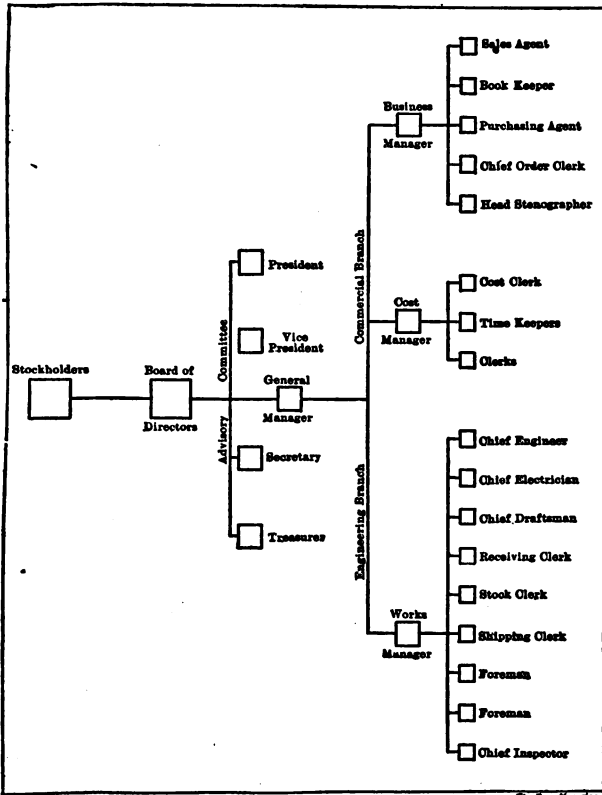 Stockholders
Board of
Directors
Advisory Committee
President
Vice
President
General
Manager
Secretary
Treasures
Commercial Branch
Engineering Branch
Business
Manager
Sales Agent
Book Keeper
Purchasing Agent
Chief Order Clerk
Head Stenographer
Cost
Manager
Cost Clerk
Time Keepers
Clerks
Works
Manager
Chief Engineer
Chief Electrician
Chief Draftsman
Receiving Clerk
Stock Clerk
Shipping Clerk
Foreman
Foreman
Chief Inspector